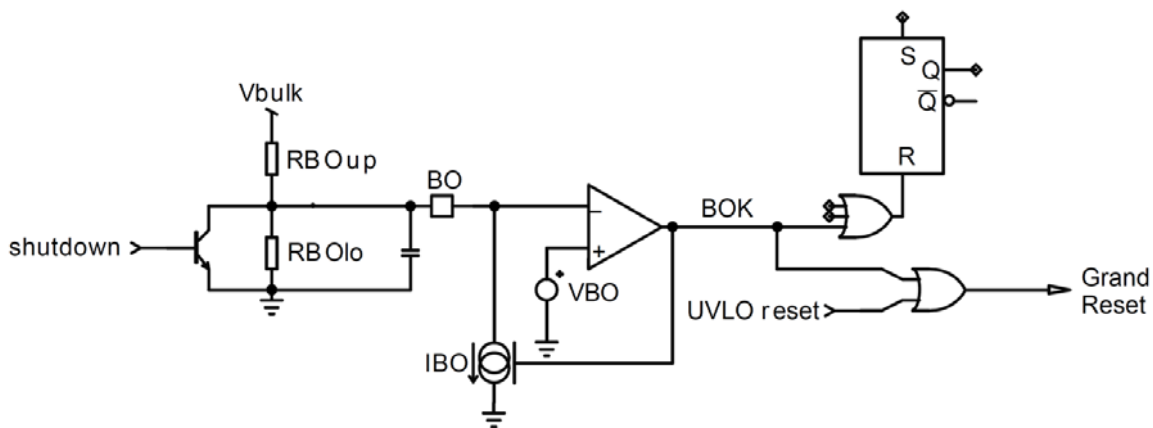 S
Q
Q
R
Vbulk
RBOup
BO
BOK
shutdown
RBOlo
VBO
IBO
UVLO reset
Grand
Reset